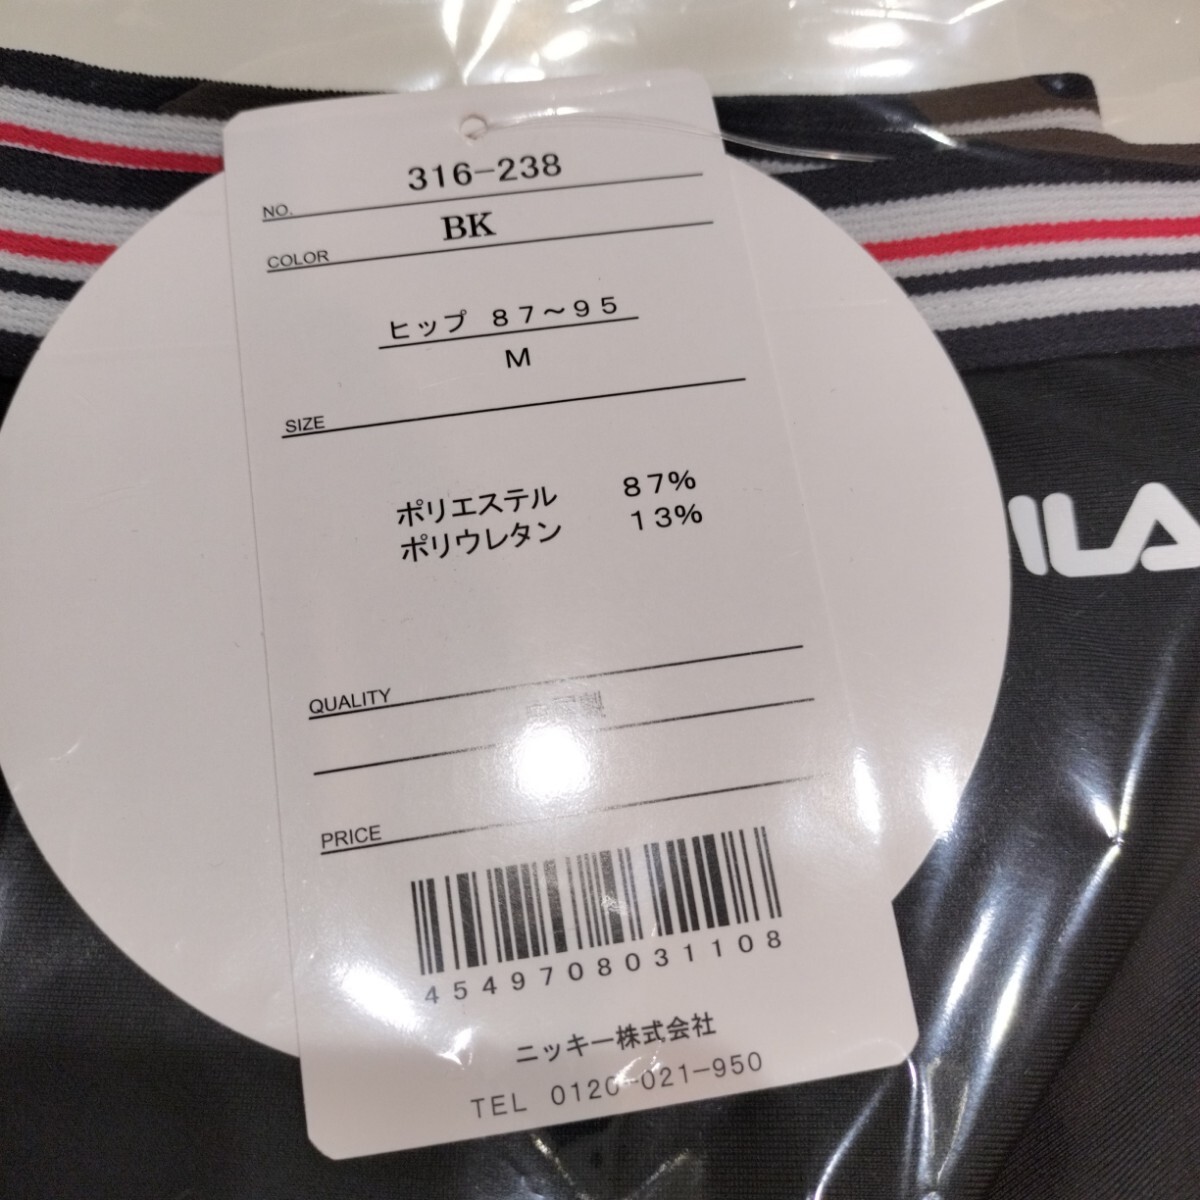 316-238
NO.
BK
COLOR
ヒップ 87〜95
M
SIZE
ポリエステル 87%
ポリウレタン 13%
QUALITY
PRICE
4549708031108
ニッキー株式会社
TEL 0120-021-950
ILA